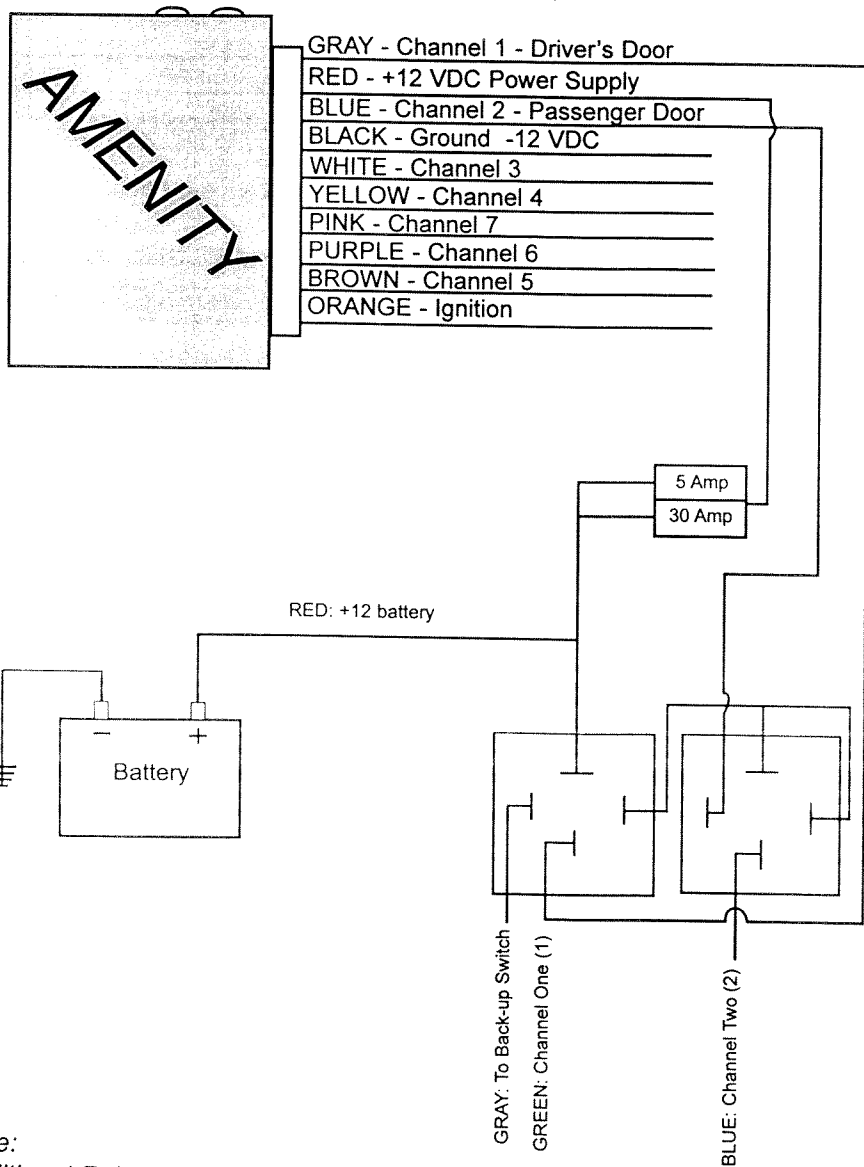 AMENITY
GRAY - Channel 1 - Driver's Door
RED - +12 VDC Power Supply
BLUE - Channel 2 - Passenger Door
BLACK - Ground -12 VDC
WHITE - Channel 3
YELLOW - Channel 4
PINK - Channel 7
PURPLE - Channel 6
BROWN - Channel 5
ORANGE - Ignition
5 Amp
30 Amp
RED: +12 battery
− +
Battery
GRAY: To Back-up Switch
GREEN: Channel One (1)
BLUE: Channel Two (2)
e: